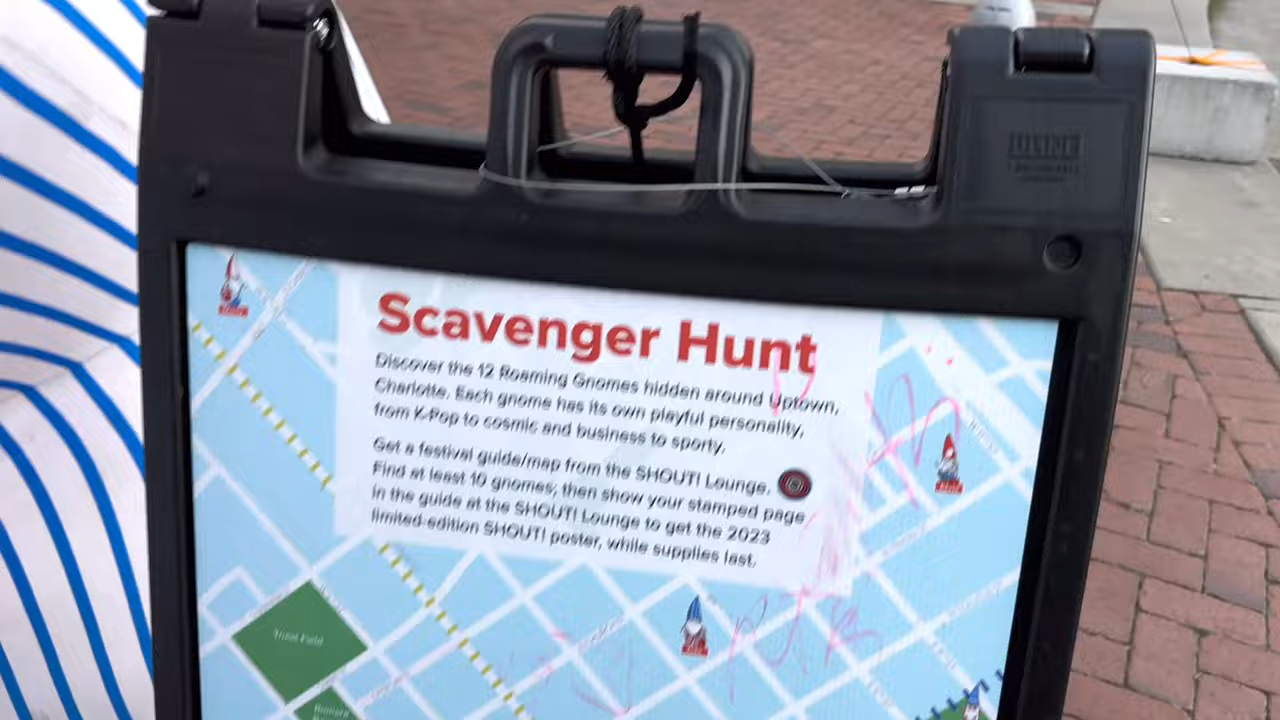 Scavenger Hunt
Discover the 12 Roaming Gnomes hidden around Uptown,
Charlotte. Each gnome has its own playful personality,
from K-Pop to cosmic and business to sporty.
Get a festival guide/map from the SHOUT! Lounge.
Find at least 10 gnomes; then show your stamped page
in the guide at the SHOUT! Lounge to get the 2023
limited-edition SHOUT! poster, while supplies last.
Truist Field